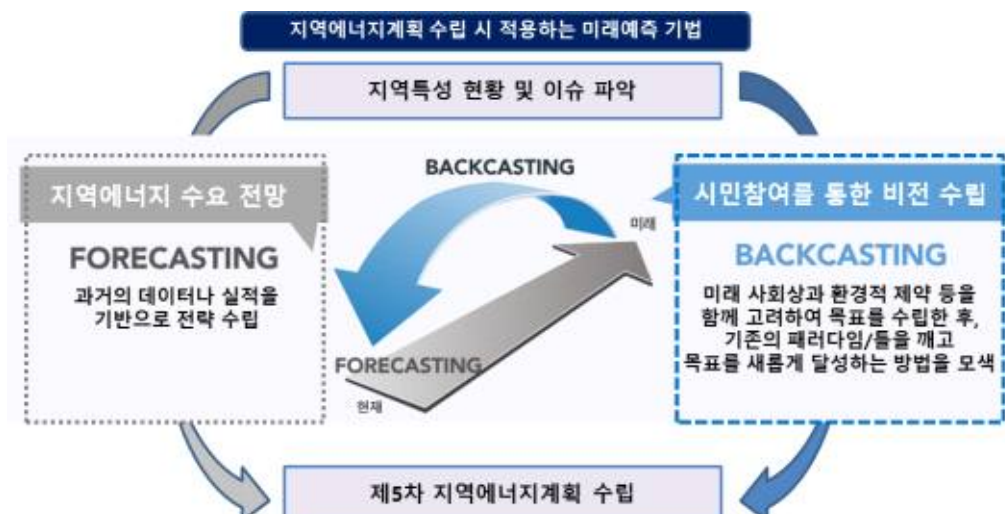 지역에너지계획 수립 시 적용하는 미래예측 기법
지역특성 현황 및 이슈 파악
지역에너지 수요 전망
FORECASTING
과거의 데이터나 실적을
기반으로 전략 수립
BACKCASTING
미래
FORECASTING
현재
시민참여를 통한 비전 수립
BACKCASTING
미래 사회상과 환경적 제약 등을
함께 고려하여 목표를 수립한 후,
기존의 패러다임/틀을 깨고
목표를 새롭게 달성하는 방법을 모색
제5차 지역에너지계획 수립